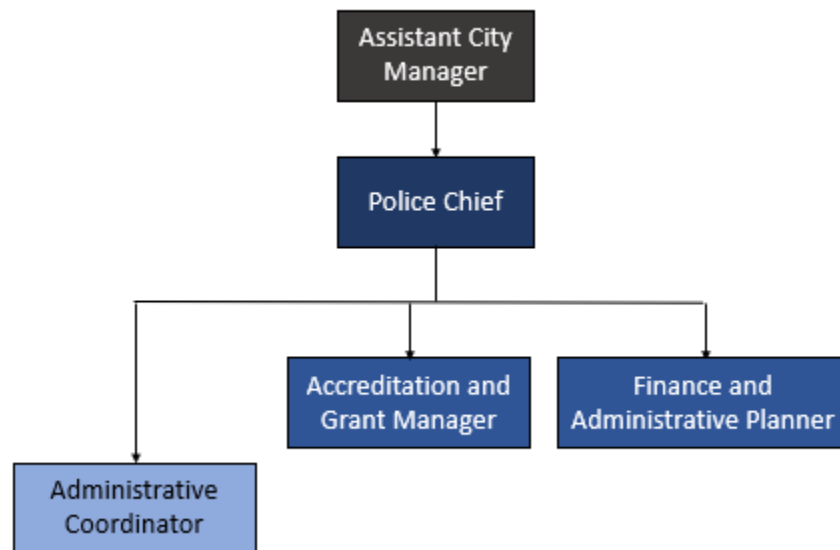 Assistant City
Manager
Police Chief
Accreditation and
Grant Manager
Finance and
Administrative Planner
Administrative
Coordinator